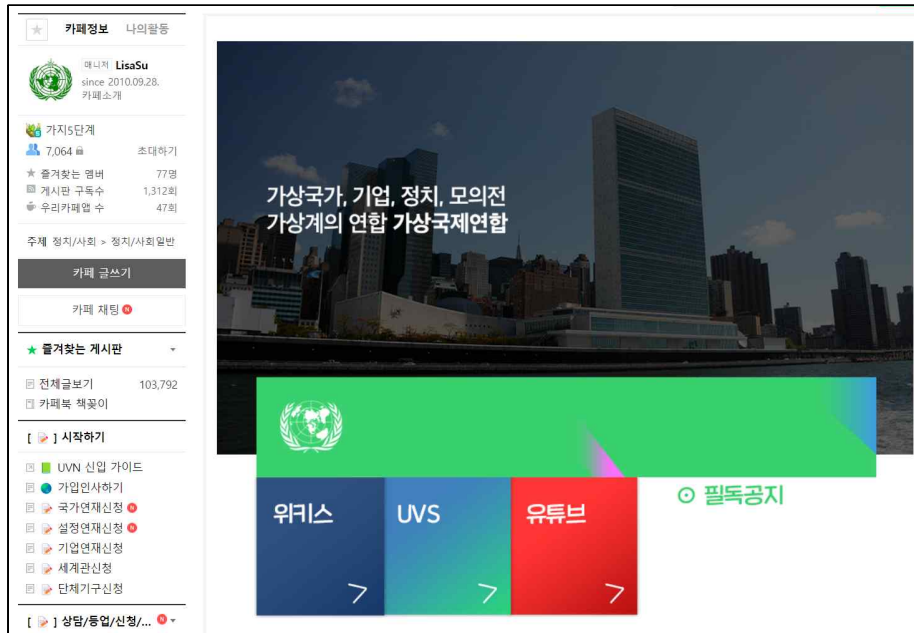 카페정보 나의활동
매니저 LisaSu
since 2010.09.28.
카페소개
가지5단계
7,064 초대하기
즐겨찾는 멤버 77명
게시판 구독수 1,312회
우리카페앱 수 47회
주제 정치/사회 > 정치/사회일반
카페 글쓰기
카페 채팅 N
즐겨찾는 게시판
전체글보기 103,792
카페북 책꽂이
[ ] 시작하기
UVN 신입 가이드
가입인사하기
국가연재신청 N
설정연재신청 N
기업연재신청
세계관신청
단체기구신청
[ ] 상담/등업/신청/... N
가상국가, 기업, 정치, 모의전
가상계의 연합 가상국제연합
위키스
UVS
유튜브
필독공지